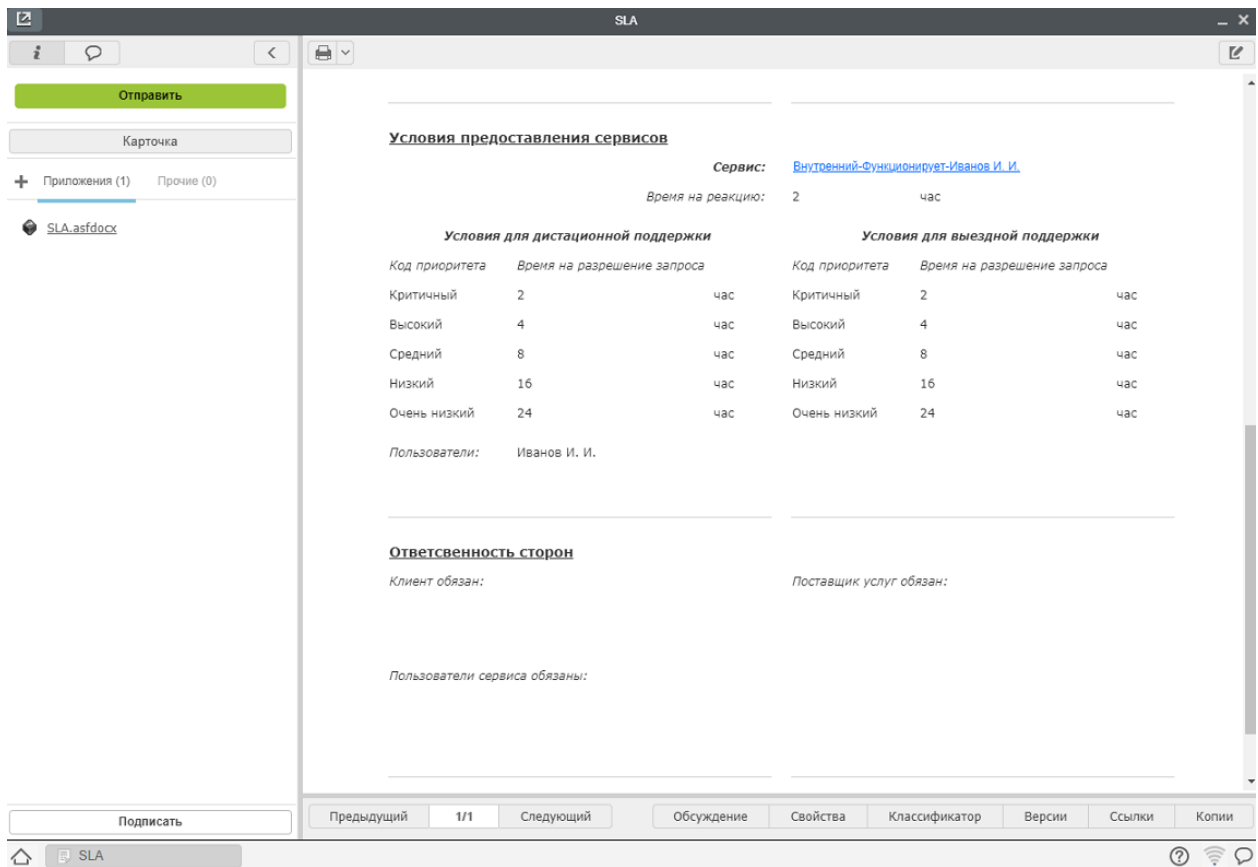 SLA
Отправить
Карточка
Приложения (1) Прочие (0)
SLA.asfdocx
Условия предоставления сервисов
Сервис: Внутренний-Функционирует-Иванов И. И.
Время на реакцию: 2 час
Условия для дистационной поддержки Условия для выездной поддержки
Код приоритета Время на разрешение запроса Код приоритета Время на разрешение запроса
Критичный 2 час Критичный 2 час
Высокий 4 час Высокий 4 час
Средний 8 час Средний 8 час
Низкий 16 час Низкий 16 час
Очень низкий 24 час Очень низкий 24 час
Пользователи: Иванов И. И.
Ответсвенность сторон
Клиент обязан: Поставщик услуг обязан:
Пользователи сервиса обязаны:
Подписать
Предыдущий 1/1 Следующий Обсуждение Свойства Классификатор Версии Ссылки Копии
SLA